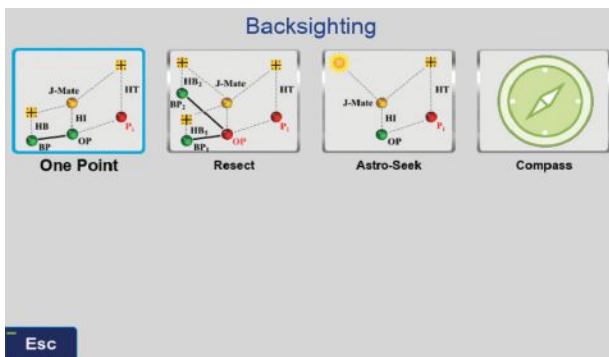 Backsighting
J-Mate HT
HB HI
BP OP P₁
One Point
HB₂ J-Mate HT
BP₂
HB₁ HI
BP₁ OP P₁
Resect
J-Mate HT
HI
OP P₁
Astro-Seek
Compass
Esc